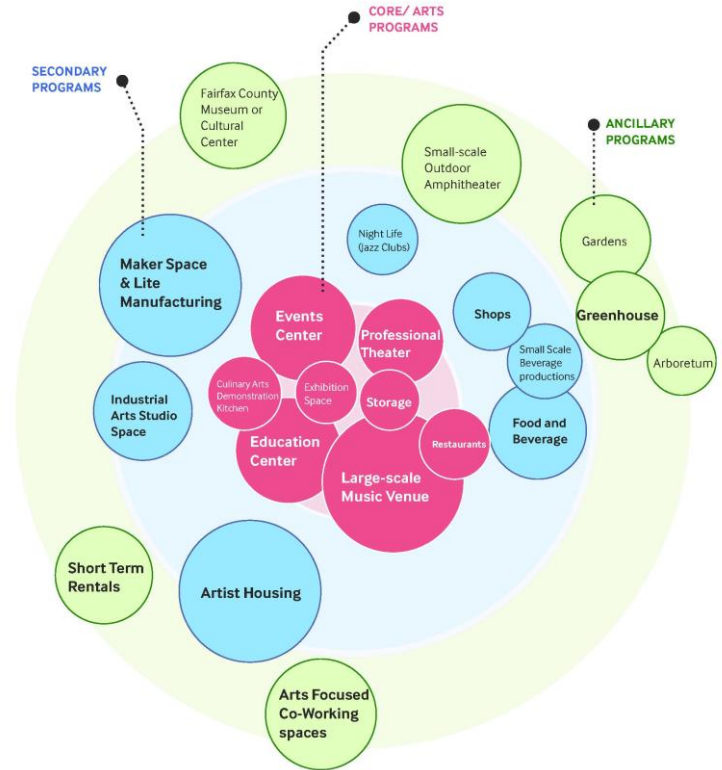 CORE/ ARTS
PROGRAMS
SECONDARY
PROGRAMS
Fairfax County
Museum or
Cultural
Center
ANCILLARY
PROGRAMS
Small-scale
Outdoor
Amphitheater
Night Life
(Jazz Clubs)
Gardens
Maker Space
& Lite
Manufacturing
Events
Center
Shops
Greenhouse
Professional
Theater
Small Scale
Beverage
productions
Arboretum
Culinary Arts
Demonstration
Kitchen
Exhibition
Space
Storage
Industrial
Arts Studio
Space
Food and
Beverage
Education
Center
Restaurants
Large-scale
Music Venue
Short Term
Rentals
Artist Housing
Arts Focused
Co-Working
spaces